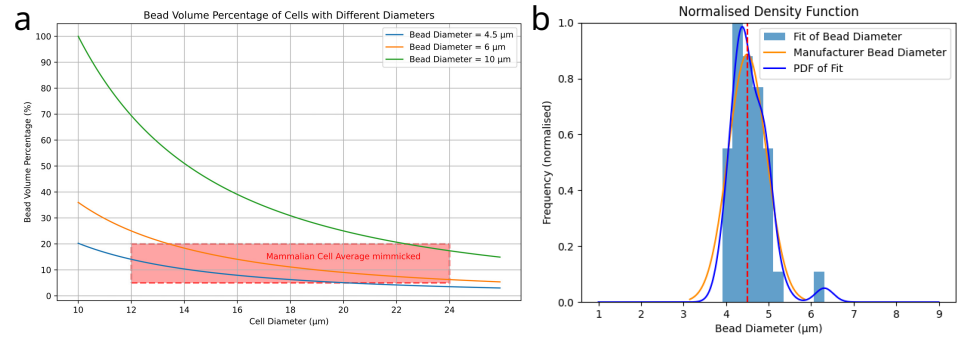 a
Bead Volume Percentage of Cells with Different Diameters
Bead Volume Percentage (%)
100
90
80
70
60
50
40
30
20
10
0
Bead Diameter = 4.5 μm
Bead Diameter = 6 μm
Bead Diameter = 10 μm
Mammalian Cell Average mimmicked
10 12 14 16 18 20 22 24
Cell Diameter (μm)
b
Normalised Density Function
Frequency (normalised)
1.0
0.8
0.6
0.4
0.2
0.0
Fit of Bead Diameter
Manufacturer Bead Diameter
PDF of Fit
1 2 3 4 5 6 7 8 9
Bead Diameter (μm)